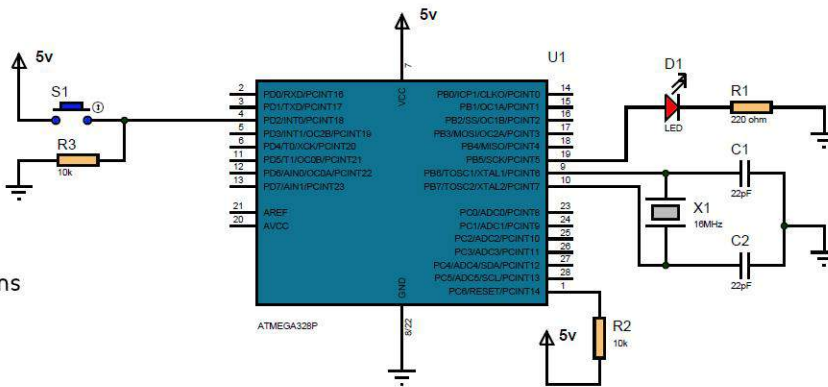 5v
7
VCC
U1
5v
S1
R3
10k
2 PD0/RXD/PCINT16
3 PD1/TXD/PCINT17
4 PD2/INT0/PCINT18
5 PD3/INT1/OC2B/PCINT19
6 PD4/T0/XCK/PCINT20
11 PD5/T1/OC0B/PCINT21
12 PD6/AIN0/OC0A/PCINT22
13 PD7/AIN1/PCINT23
21 AREF
20 AVCC
PB0/ICP1/CLKO/PCINT0 14
PB1/OC1A/PCINT1 15
PB2/SS/OC1B/PCINT2 16
PB3/MOSI/OC2A/PCINT3 17
PB4/MISO/PCINT4 18
PB5/SCK/PCINT5 19
PB6/TOSC1/XTAL1/PCINT6 9
PB7/TOSC2/XTAL2/PCINT7 10
PC0/ADC0/PCINT8 23
PC1/ADC1/PCINT9 24
PC2/ADC2/PCINT10 25
PC3/ADC3/PCINT11 26
PC4/ADC4/SDA/PCINT12 27
PC5/ADC5/SCL/PCINT13 28
PC6/RESET/PCINT14 1
D1
LED
R1
220 ohm
C1
22pF
X1
16MHz
C2
22pF
ns
GND
8/22
ATMEGA328P
5v
R2
10k